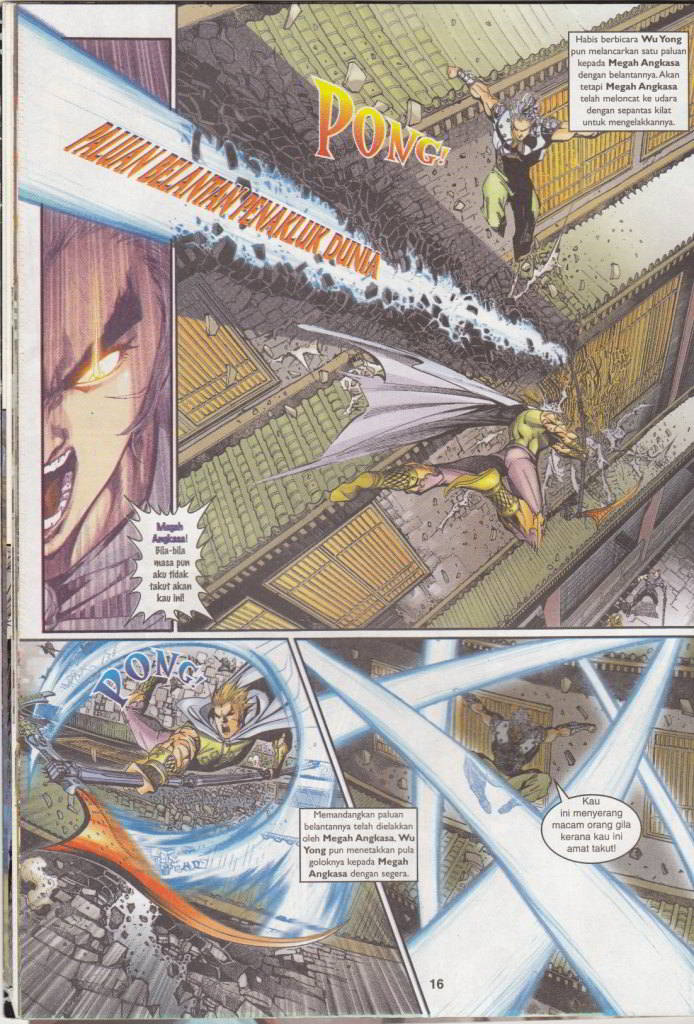 Habis berbicara Wu Yong
pun melancarkan satu paluan
kepada Megah Angkasa
dengan belantannya. Akan
tetapi Megah Angkasa
telah meloncat ke udara
dengan sepantas kilat
untuk mengelakkannya.
PONG!
PALUAN BELANTAN PENAKLUK DUNIA
Megah
Angkasa!
Bila-bila
masa pun
aku tidak
takut akan
kau ini!
PONG!
Memandangkan paluan
belantannya telah dielakkan
oleh Megah Angkasa, Wu
Yong pun menetakkan pula
goloknya kepada Megah
Angkasa dengan segera.
Kau
ini menyerang
macam orang gila
kerana kau ini
amat takut!
16